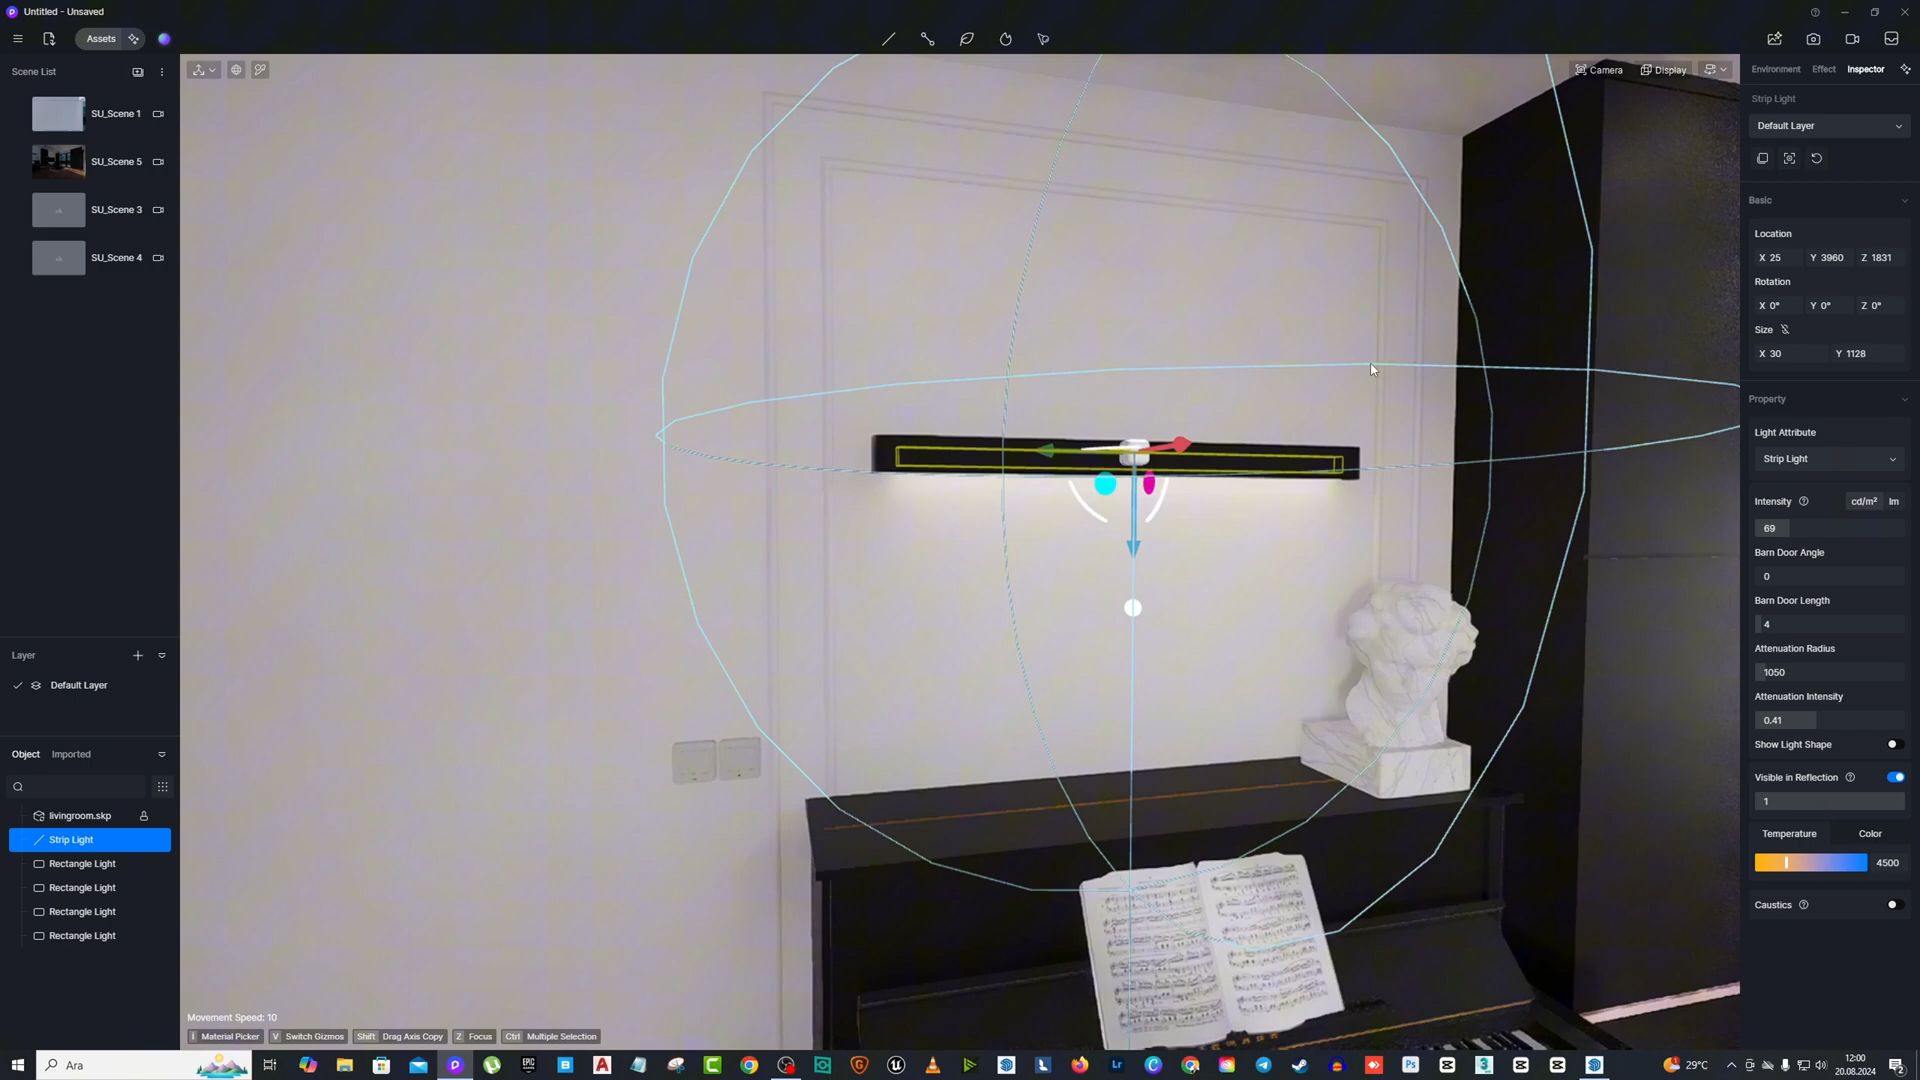 Untitled - Unsaved
Assets
Scene List
SU_Scene 1
SU_Scene 5
SU_Scene 3
SU_Scene 4
Layer
Default Layer
Object
Imported
livingroom.skp
Strip Light
Rectangle Light
Rectangle Light
Rectangle Light
Rectangle Light
Camera
Display
Movement Speed: 10
I Material Picker
V Switch Gizmos
Shift Drag Axis Copy
Z Focus
Ctrl Multiple Selection
Environment
Effect
Inspector
Strip Light
Default Layer
Basic
Location
X 25 Y 3960 Z 1831
Rotation
X 0° Y 0° Z 0°
Size
X 30 Y 1128
Property
Light Attribute
Strip Light
Intensity cd/m² lm
69
Barn Door Angle
0
Barn Door Length
4
Attenuation Radius
1050
Attenuation Intensity
0.41
Show Light Shape
Visible in Reflection
1
Temperature Color
4500
Caustics
Ara
29°C
12:00
20.08.2024